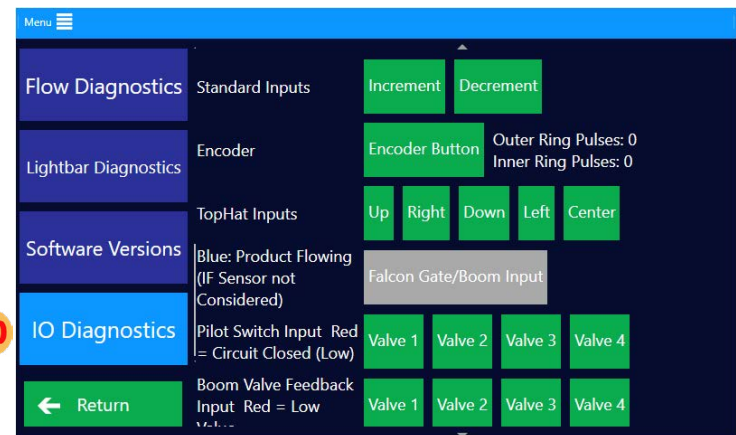 Menu
Flow Diagnostics
Standard Inputs
Increment
Decrement
Lightbar Diagnostics
Encoder
Encoder Button
Outer Ring Pulses: 0
Inner Ring Pulses: 0
TopHat Inputs
Up
Right
Down
Left
Center
Software Versions
Blue: Product Flowing
(IF Sensor not
Considered)
Falcon Gate/Boom Input
IO Diagnostics
Pilot Switch Input Red
= Circuit Closed (Low)
Valve 1
Valve 2
Valve 3
Valve 4
Return
Boom Valve Feedback
Input Red = Low
Valve 1
Valve 2
Valve 3
Valve 4